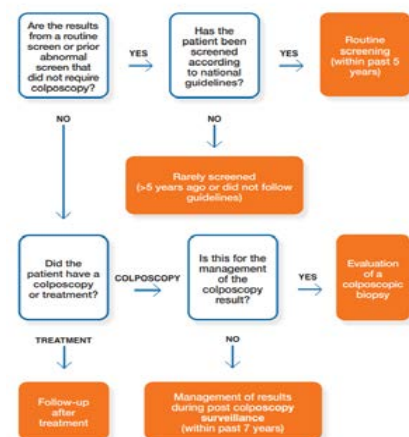 Are the results
from a routine
screen or prior
abnormal
screen that
did not require
colposcopy?
YES
Has the
patient been
screened
according
to national
guidelines?
YES
Routine
screening
(within past 5
years)
NO
NO
Rarely screened
(>5 years ago or did not follow
guidelines)
Did the
patient have a
colposcopy
or treatment?
COLPOSCOPY
Is this for the
management
of the
colposcopy
result?
YES
Evaluation
of a
colposcopic
biopsy
TREATMENT
NO
Follow-up
after
treatment
Management of results
during post colposcopy
surveillance
(within past 7 years)